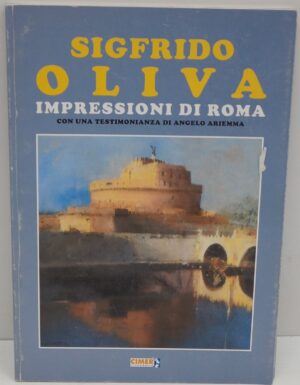 SIGFRIDO
OLIVA
IMPRESSIONI DI ROMA
CON UNA TESTIMONIANZA DI ANGELO ARIEMMA
CIMER